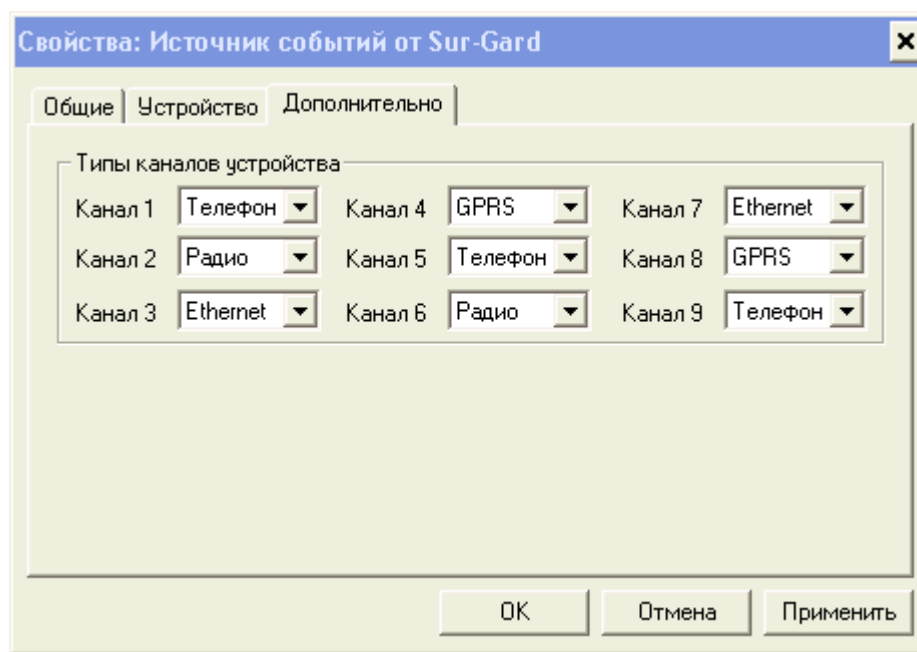 Свойства: Источник событий от Sur-Gard
Общие Устройство Дополнительно
Типы каналов устройства
Канал 1 Телефон Канал 4 GPRS Канал 7 Ethernet
Канал 2 Радио Канал 5 Телефон Канал 8 GPRS
Канал 3 Ethernet Канал 6 Радио Канал 9 Телефон
OK Отмена Применить